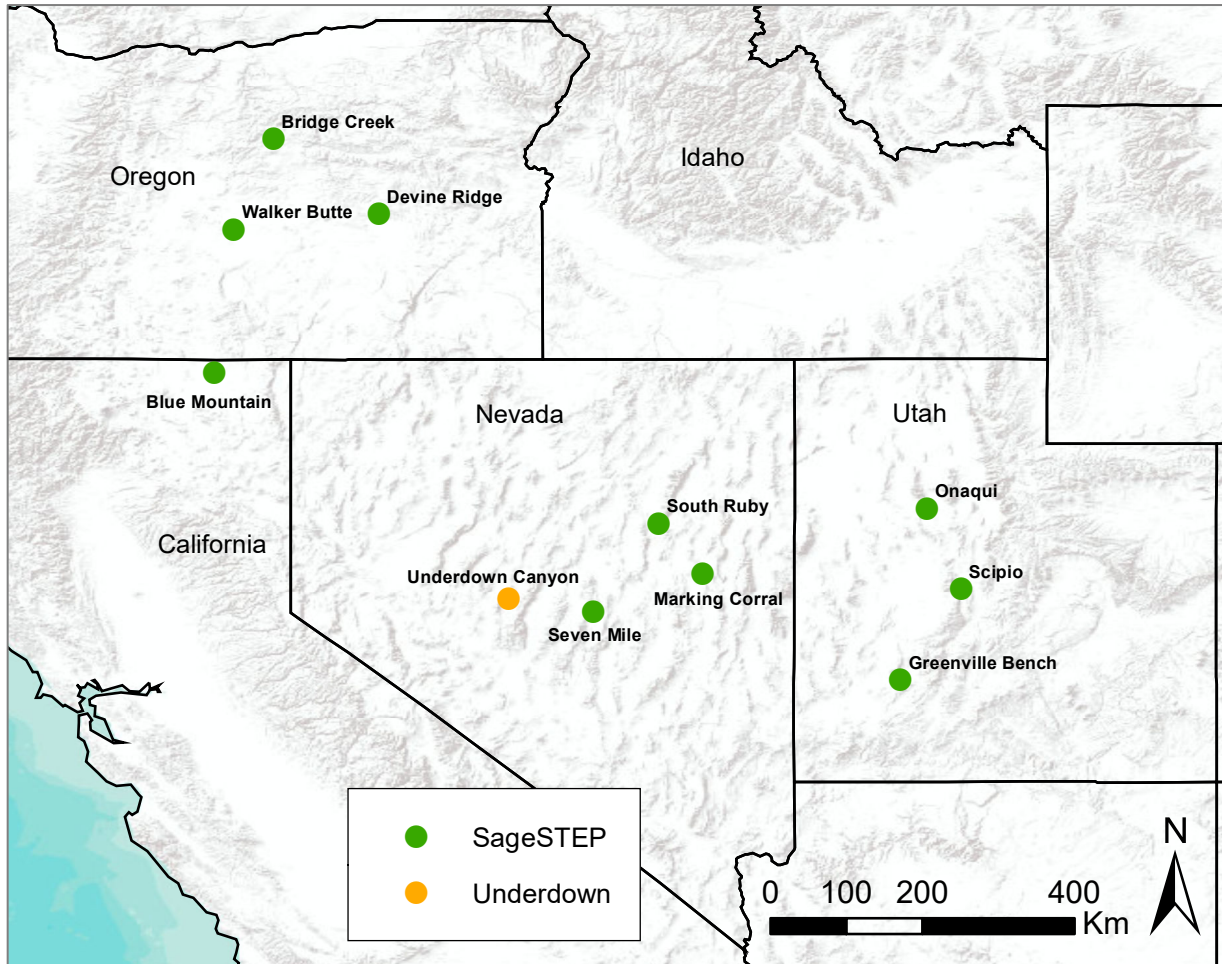 Bridge Creek
Idaho
Oregon
Devine Ridge
Walker Butte
Blue Mountain
Nevada
Utah
Onaqui
South Ruby
California
Underdown Canyon
Scipio
Marking Corral
Seven Mile
Greenville Bench
SageSTEP
Underdown
N
0 100 200 400
Km